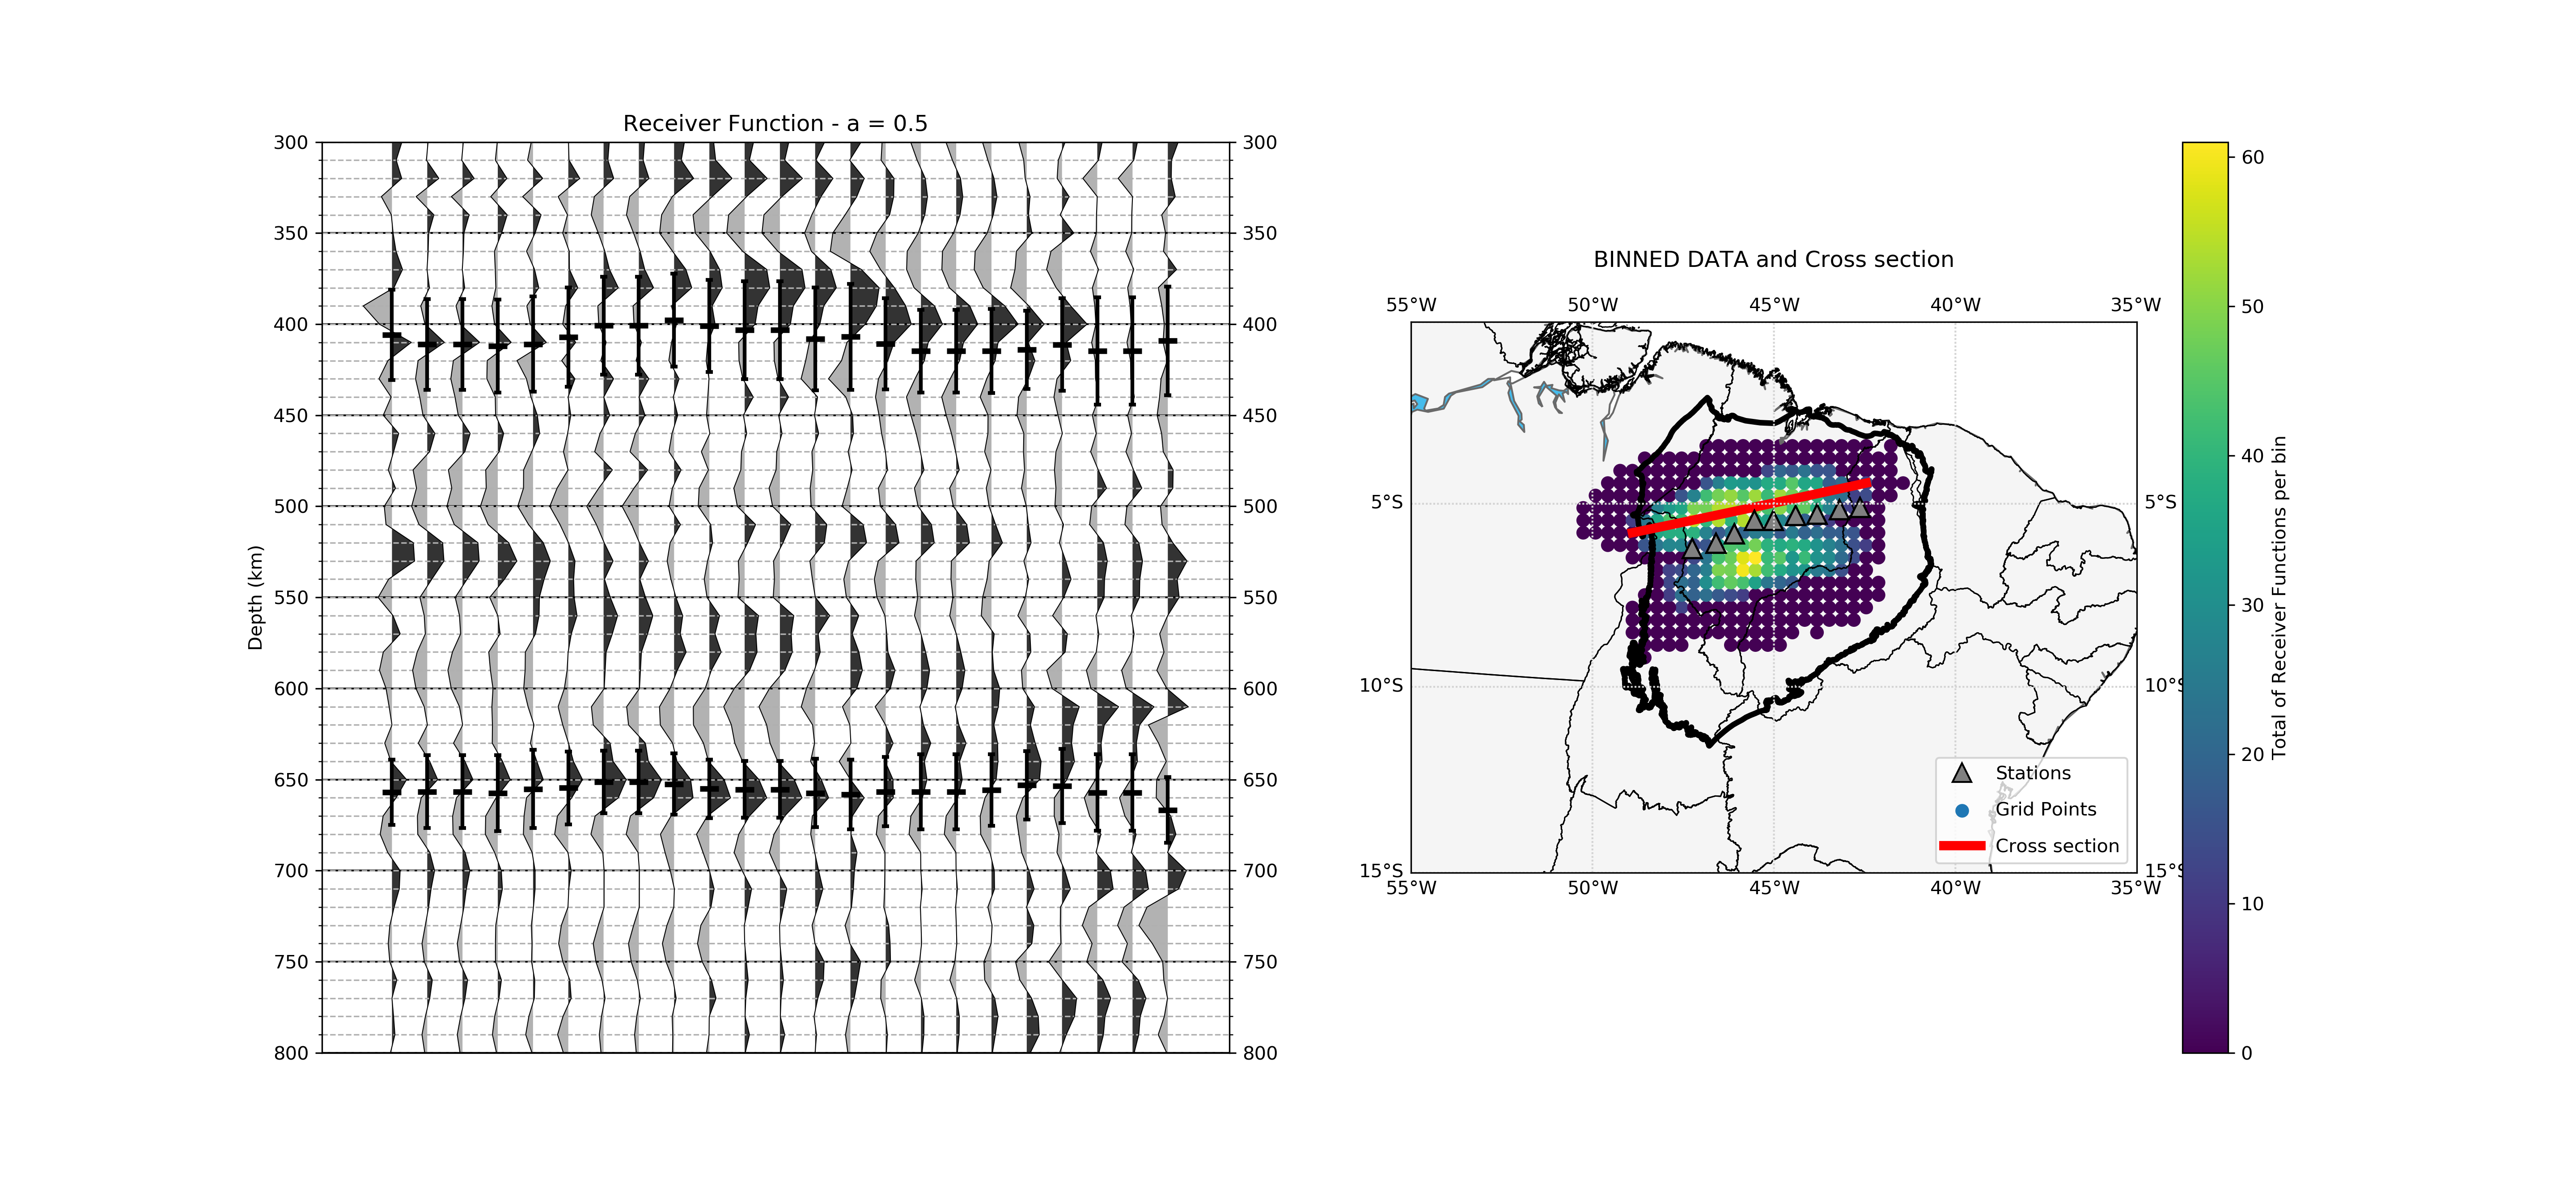 Receiver Function - a = 0.5
300
350
400
450
500
550
600
650
700
750
800
Depth (km)
300
350
400
450
500
550
600
650
700
750
800
BINNED DATA and Cross section
55°W 50°W 45°W 40°W 35°W
5°S 5°S
10°S 10°S
15°S 15°S
55°W 50°W 45°W 40°W 35°W
Stations
Grid Points
Cross section
60
50
40
30
20
10
0
Total of Receiver Functions per bin